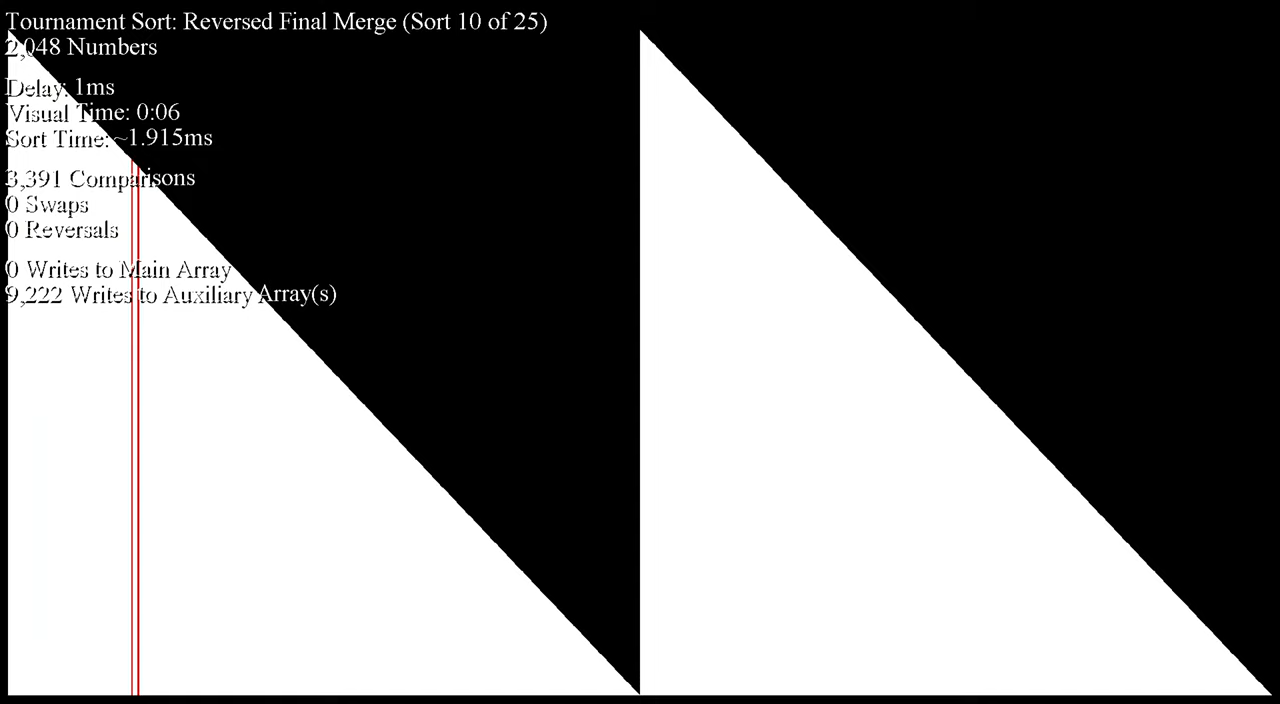 Tournament Sort: Reversed Final Merge (Sort 10 of 25)
2,048 Numbers
Delay: 1ms
Visual Time: 0:06
Sort Time: ~1.915ms
3,391 Comparisons
0 Swaps
0 Reversals
0 Writes to Main Array
9,222 Writes to Auxiliary Array(s)